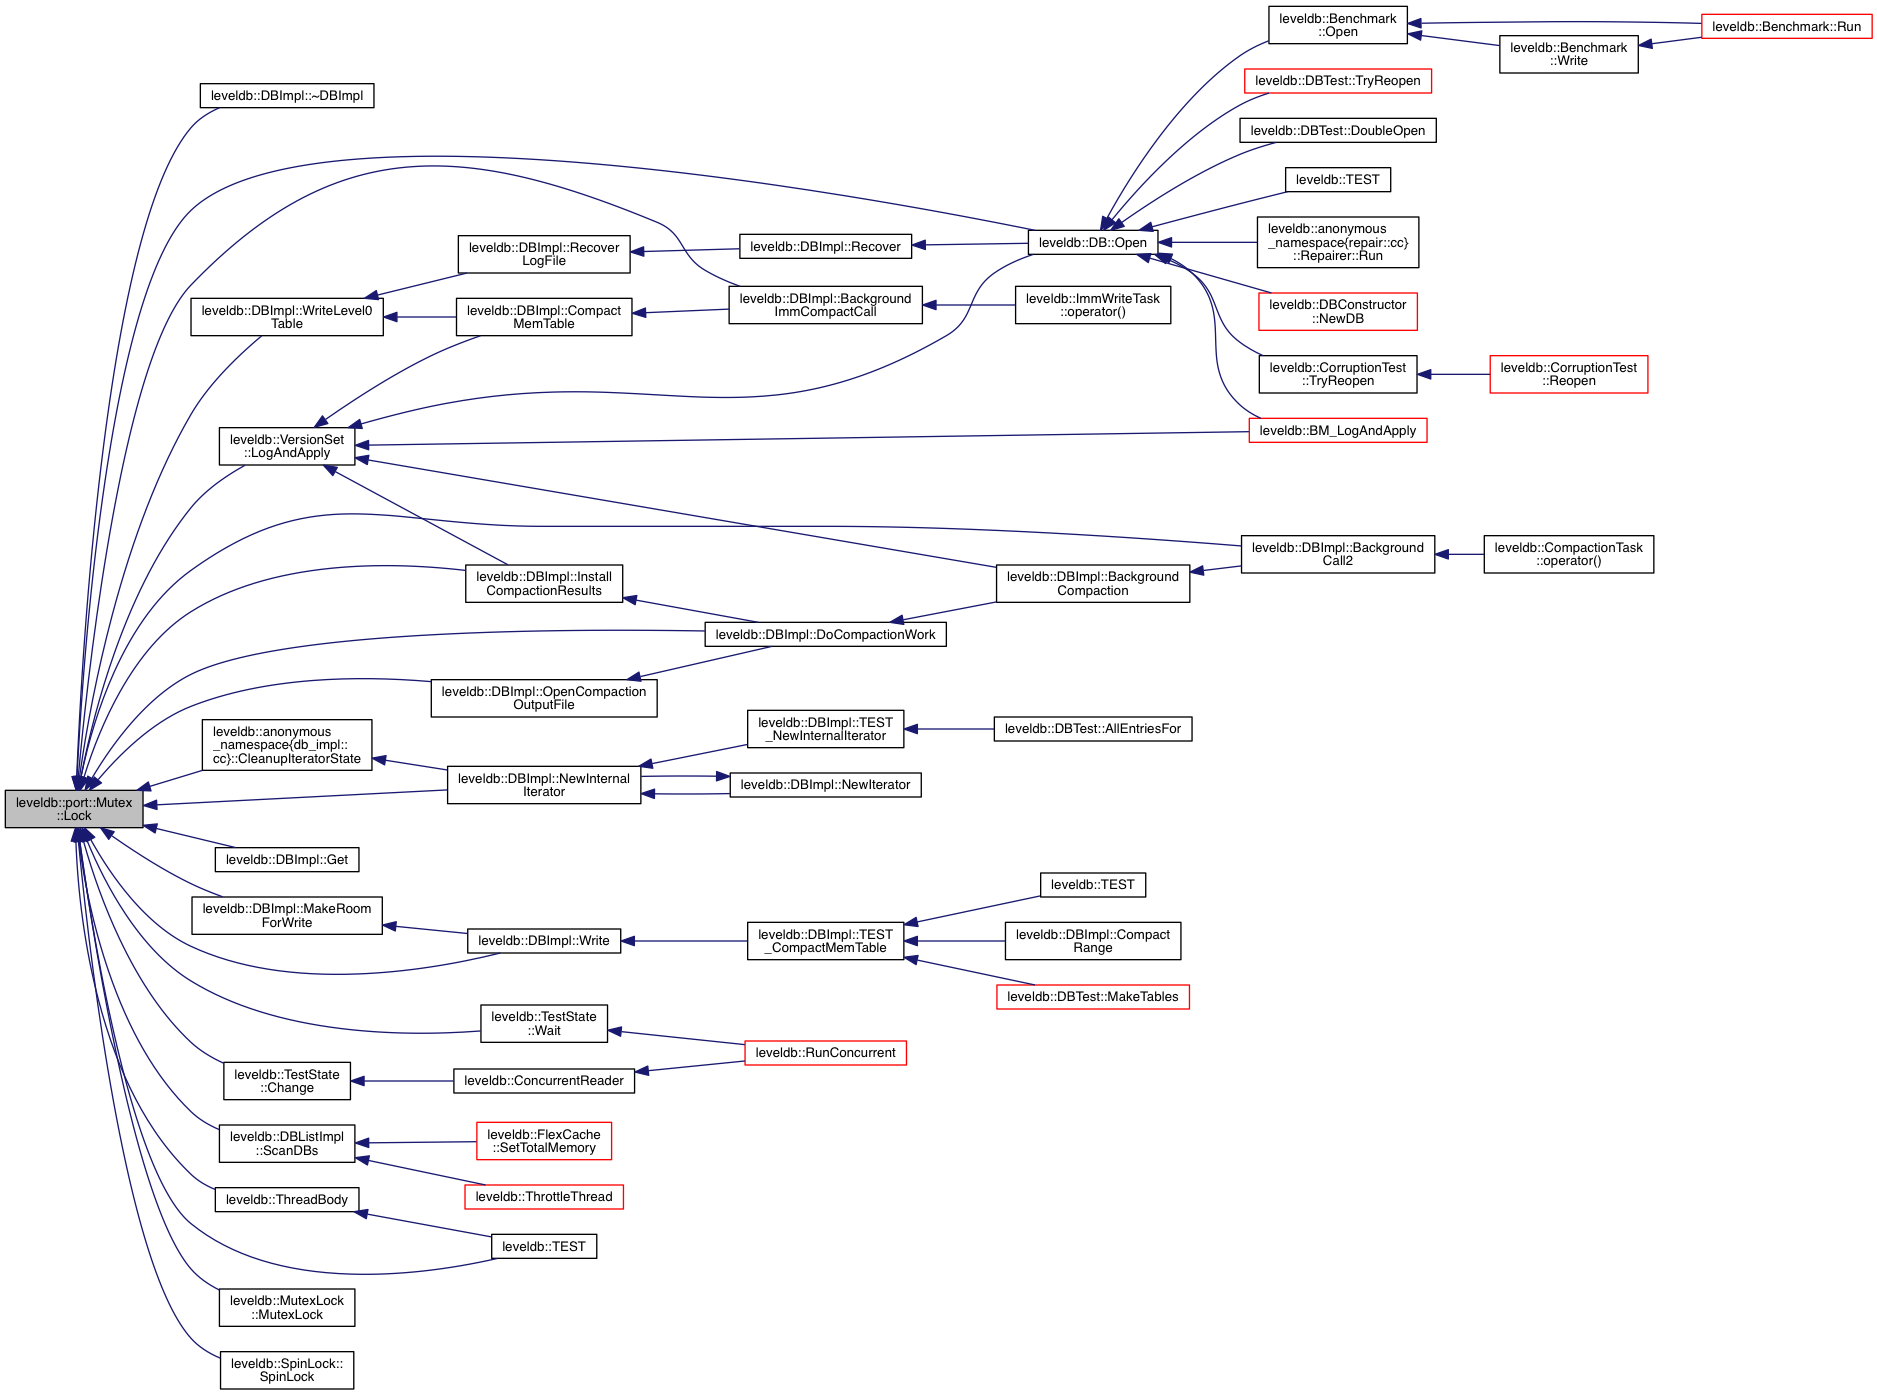 leveldb::Benchmark
::Open
leveldb::Benchmark::Run
leveldb::Benchmark
::Write
leveldb::DBTest::TryReopen
leveldb::DBImpl::~DBImpl
leveldb::DBTest::DoubleOpen
leveldb::TEST
leveldb::anonymous
_namespace{repair::cc}
::Repairer::Run
leveldb::DBImpl::Recover
LogFile
leveldb::DBImpl::Recover
leveldb::DB::Open
leveldb::DBImpl::WriteLevel0
Table
leveldb::DBImpl::Compact
MemTable
leveldb::DBImpl::Background
ImmCompactCall
leveldb::ImmWriteTask
::operator()
leveldb::DBConstructor
::NewDB
leveldb::CorruptionTest
::TryReopen
leveldb::CorruptionTest
::Reopen
leveldb::VersionSet
::LogAndApply
leveldb::BM_LogAndApply
leveldb::DBImpl::Background
Call2
leveldb::CompactionTask
::operator()
leveldb::DBImpl::Install
CompactionResults
leveldb::DBImpl::Background
Compaction
leveldb::DBImpl::DoCompactionWork
leveldb::DBImpl::OpenCompaction
OutputFile
leveldb::anonymous
_namespace{db_impl::
cc}::CleanupIteratorState
leveldb::DBImpl::TEST
_NewInternalIterator
leveldb::DBTest::AllEntriesFor
leveldb::DBImpl::NewInternal
Iterator
leveldb::DBImpl::NewIterator
leveldb::port::Mutex
::Lock
leveldb::DBImpl::Get
leveldb::TEST
leveldb::DBImpl::MakeRoom
ForWrite
leveldb::DBImpl::Write
leveldb::DBImpl::TEST
_CompactMemTable
leveldb::DBImpl::Compact
Range
leveldb::DBTest::MakeTables
leveldb::TestState
::Wait
leveldb::RunConcurrent
leveldb::TestState
::Change
leveldb::ConcurrentReader
leveldb::DBListImpl
::ScanDBs
leveldb::FlexCache
::SetTotalMemory
leveldb::ThrottleThread
leveldb::ThreadBody
leveldb::TEST
leveldb::MutexLock
::MutexLock
leveldb::SpinLock::
SpinLock